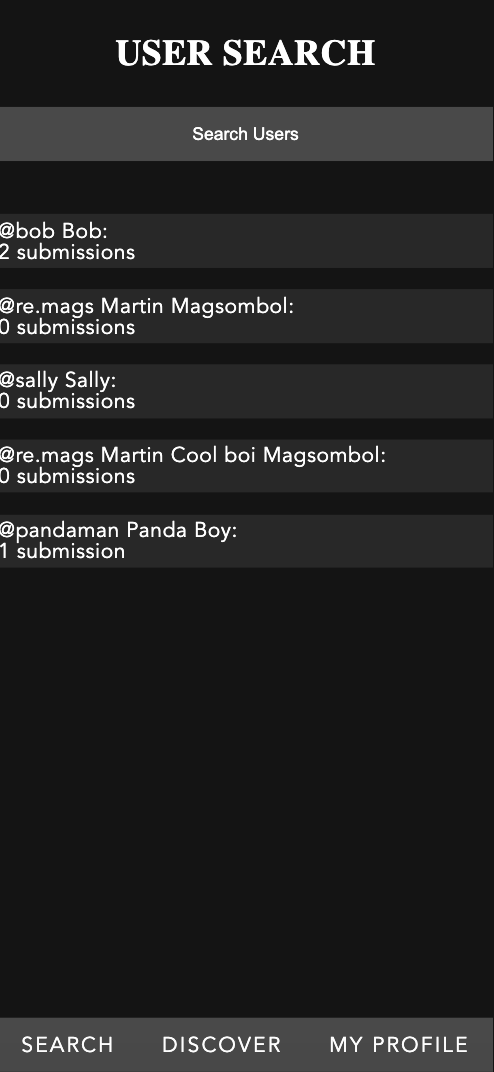 USER SEARCH
Search Users
@bob Bob:
2 submissions
@re.mags Martin Magsombol:
0 submissions
@sally Sally:
0 submissions
@re.mags Martin Cool boi Magsombol:
0 submissions
@pandaman Panda Boy:
1 submission
SEARCH DISCOVER MY PROFILE